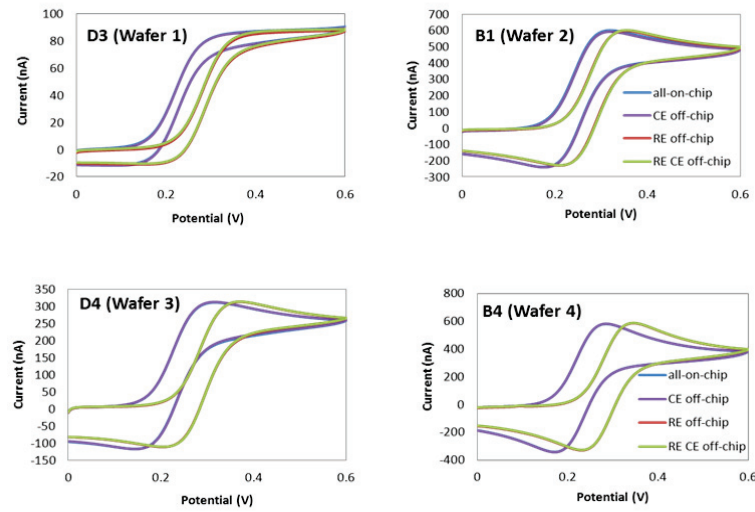 D3 (Wafer 1)
Current (nA)
100
80
60
40
20
0
-20
0
0.2
0.4
0.6
Potential (V)
B1 (Wafer 2)
Current (nA)
700
600
500
400
300
200
100
0
-100
-200
-300
0
0.2
0.4
0.6
Potential (V)
all-on-chip
CE off-chip
RE off-chip
RE CE off-chip
D4 (Wafer 3)
Current (nA)
350
300
250
200
150
100
50
0
-50
-100
-150
0
0.2
0.4
0.6
Potential (V)
B4 (Wafer 4)
Current (nA)
800
600
400
200
0
-200
-400
0
0.2
0.4
0.6
Potential (V)
all-on-chip
CE off-chip
RE off-chip
RE CE off-chip